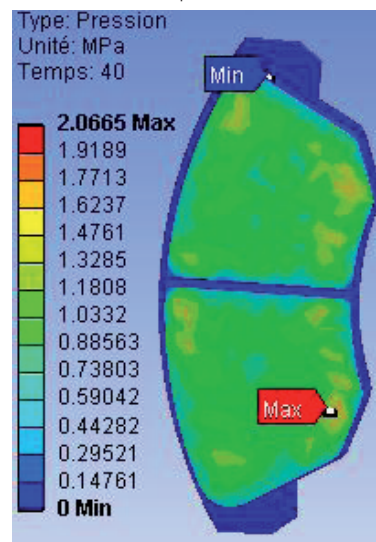 Type: Pression
Unité: MPa
Temps: 40
Min
2.0665 Max
1.9189
1.7713
1.6237
1.4761
1.3285
1.1808
1.0332
0.88563
0.73803
0.59042
Max
0.44282
0.29521
0.14761
0 Min